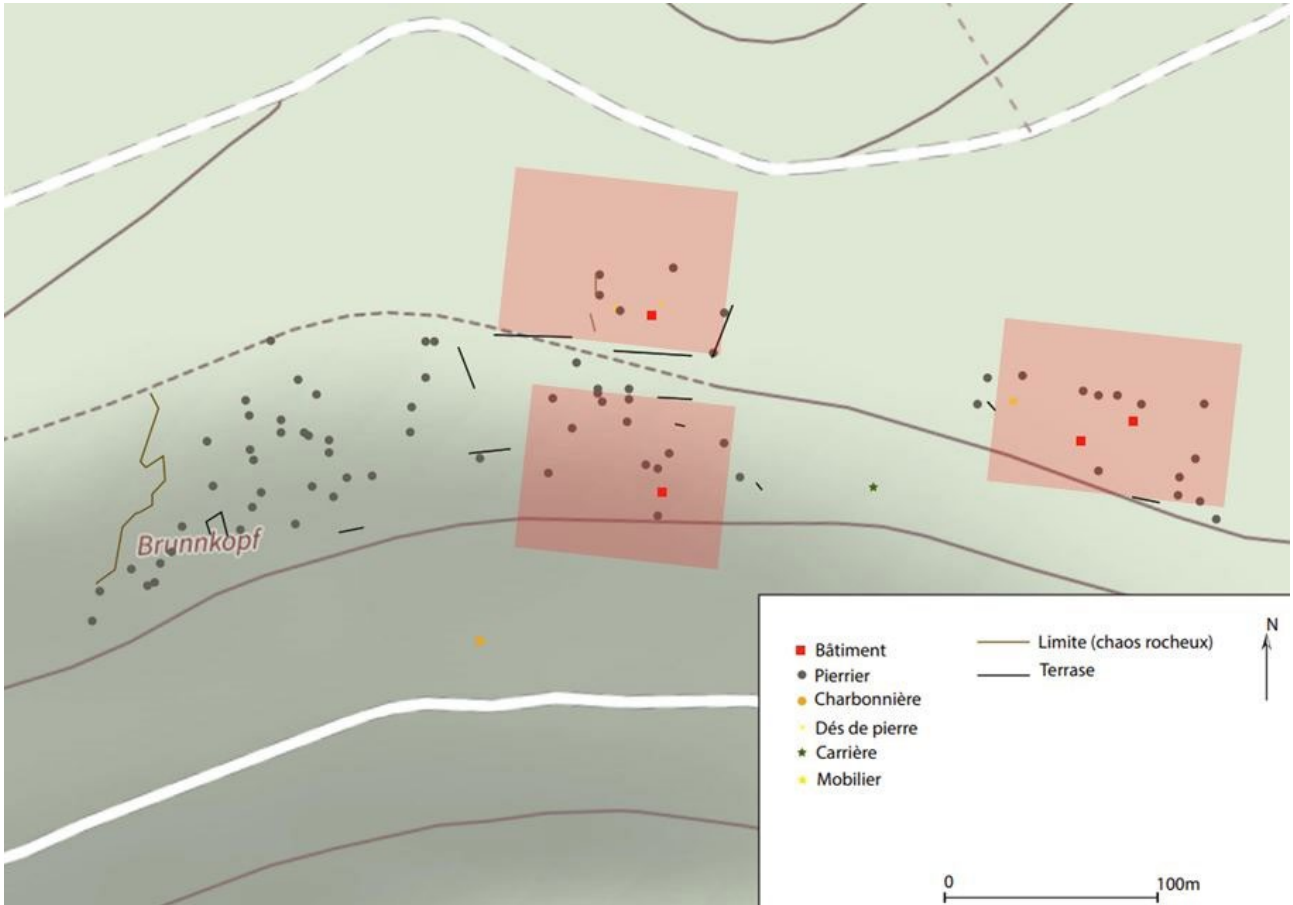 Brunnkopf
N
Bâtiment
Pierrier
Charbonnière
Dés de pierre
Carrière
Mobilier
Limite (chaos rocheux)
Terrase
0 100m